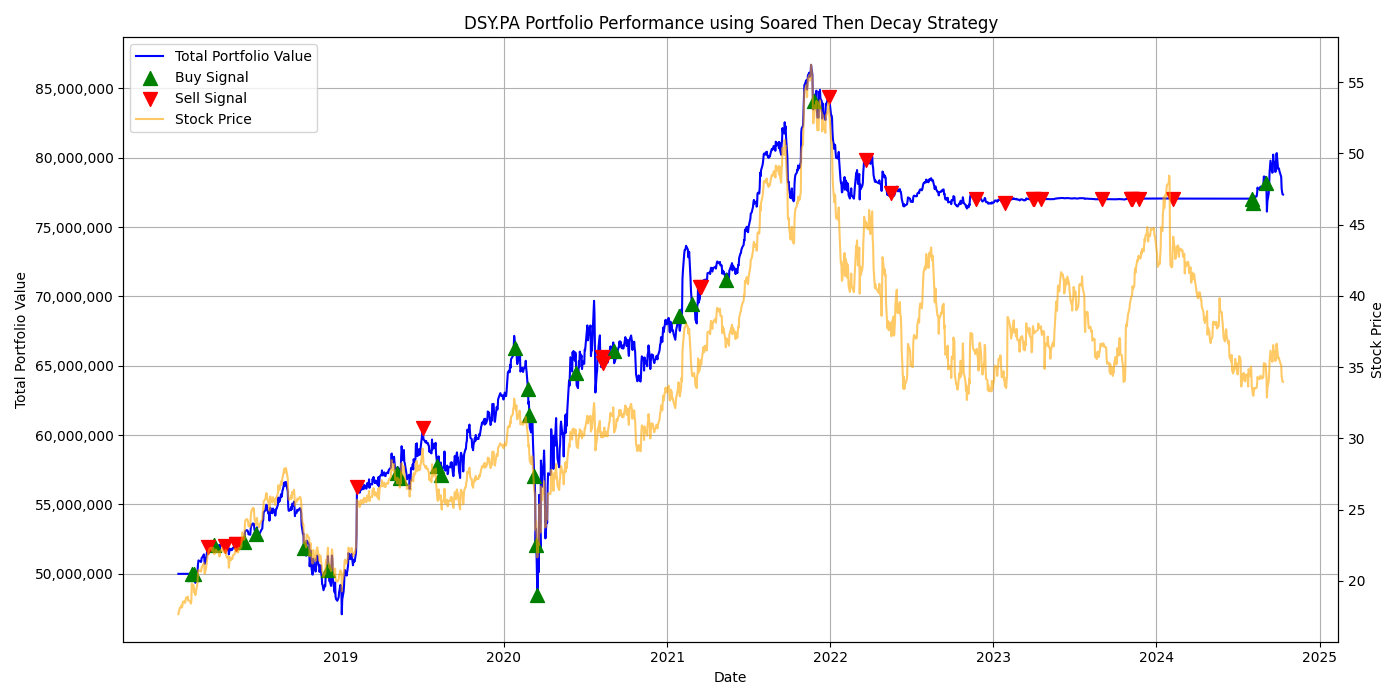 DSY.PA Portfolio Performance using Soared Then Decay Strategy
Total Portfolio Value
Buy Signal
Sell Signal
Stock Price
85,000,000
80,000,000
75,000,000
70,000,000
65,000,000
60,000,000
55,000,000
50,000,000
Total Portfolio Value
55
50
45
40
35
30
25
20
Stock Price
2019
2020
2021
2022
2023
2024
2025
Date